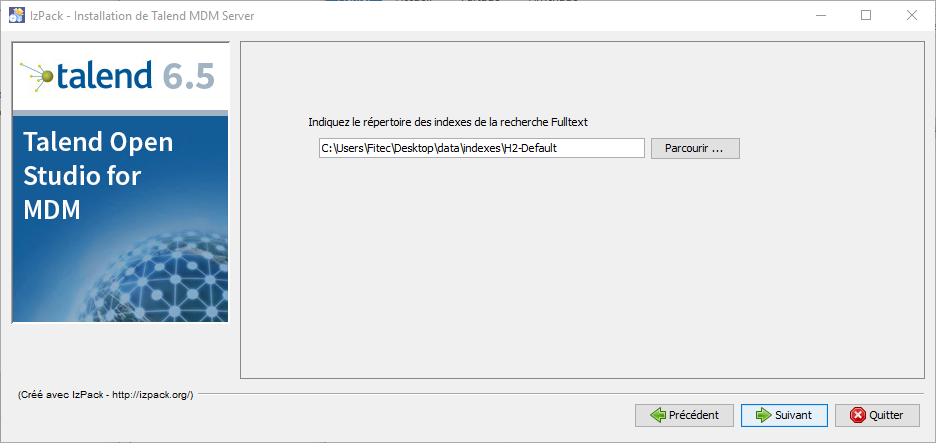 IzPack - Installation de Talend MDM Server
talend 6.5
Talend Open
Studio for
MDM
Indiquez le répertoire des indexes de la recherche Fulltext
C:\Users\Fitec\Desktop\data\indexes\H2-Default
Parcourir ...
(Créé avec IzPack - http://izpack.org/)
Précédent
Suivant
Quitter